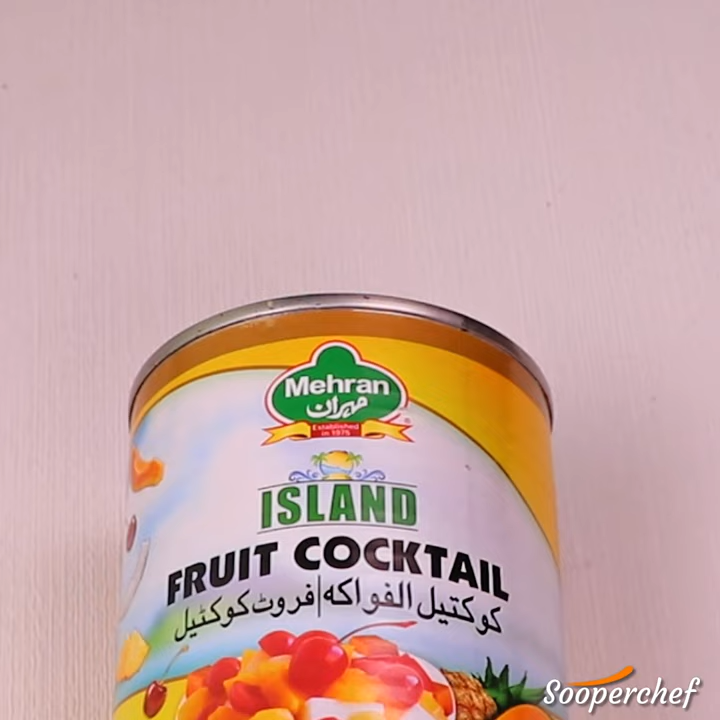 Mehran
مہران
Established
in 1975
ISLAND
FRUIT COCKTAIL
كوكتيل الفواكه | فروٹ کوکٹیل
Sooperchef